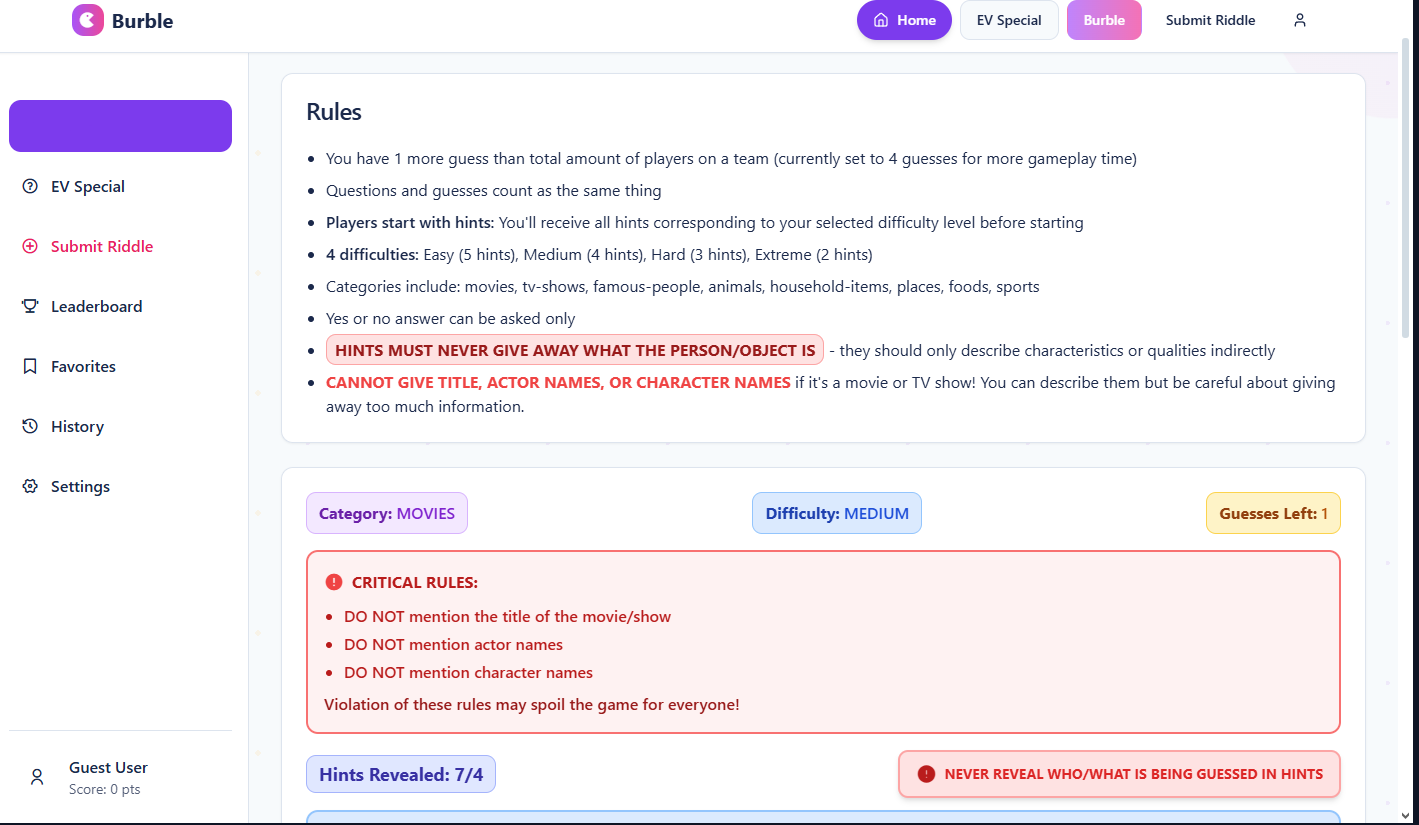 Burble
Home
EV Special
Burble
Submit Riddle
EV Special
Submit Riddle
Leaderboard
Favorites
History
Settings
Guest User
Score: 0 pts
Rules
You have 1 more guess than total amount of players on a team (currently set to 4 guesses for more gameplay time)
Questions and guesses count as the same thing
Players start with hints: You'll receive all hints corresponding to your selected difficulty level before starting
4 difficulties: Easy (5 hints), Medium (4 hints), Hard (3 hints), Extreme (2 hints)
Categories include: movies, tv-shows, famous-people, animals, household-items, places, foods, sports
Yes or no answer can be asked only
HINTS MUST NEVER GIVE AWAY WHAT THE PERSON/OBJECT IS - they should only describe characteristics or qualities indirectly
CANNOT GIVE TITLE, ACTOR NAMES, OR CHARACTER NAMES if it's a movie or TV show! You can describe them but be careful about giving
away too much information.
Category: MOVIES
Difficulty: MEDIUM
Guesses Left: 1
CRITICAL RULES:
DO NOT mention the title of the movie/show
DO NOT mention actor names
DO NOT mention character names
Violation of these rules may spoil the game for everyone!
Hints Revealed: 7/4
NEVER REVEAL WHO/WHAT IS BEING GUESSED IN HINTS